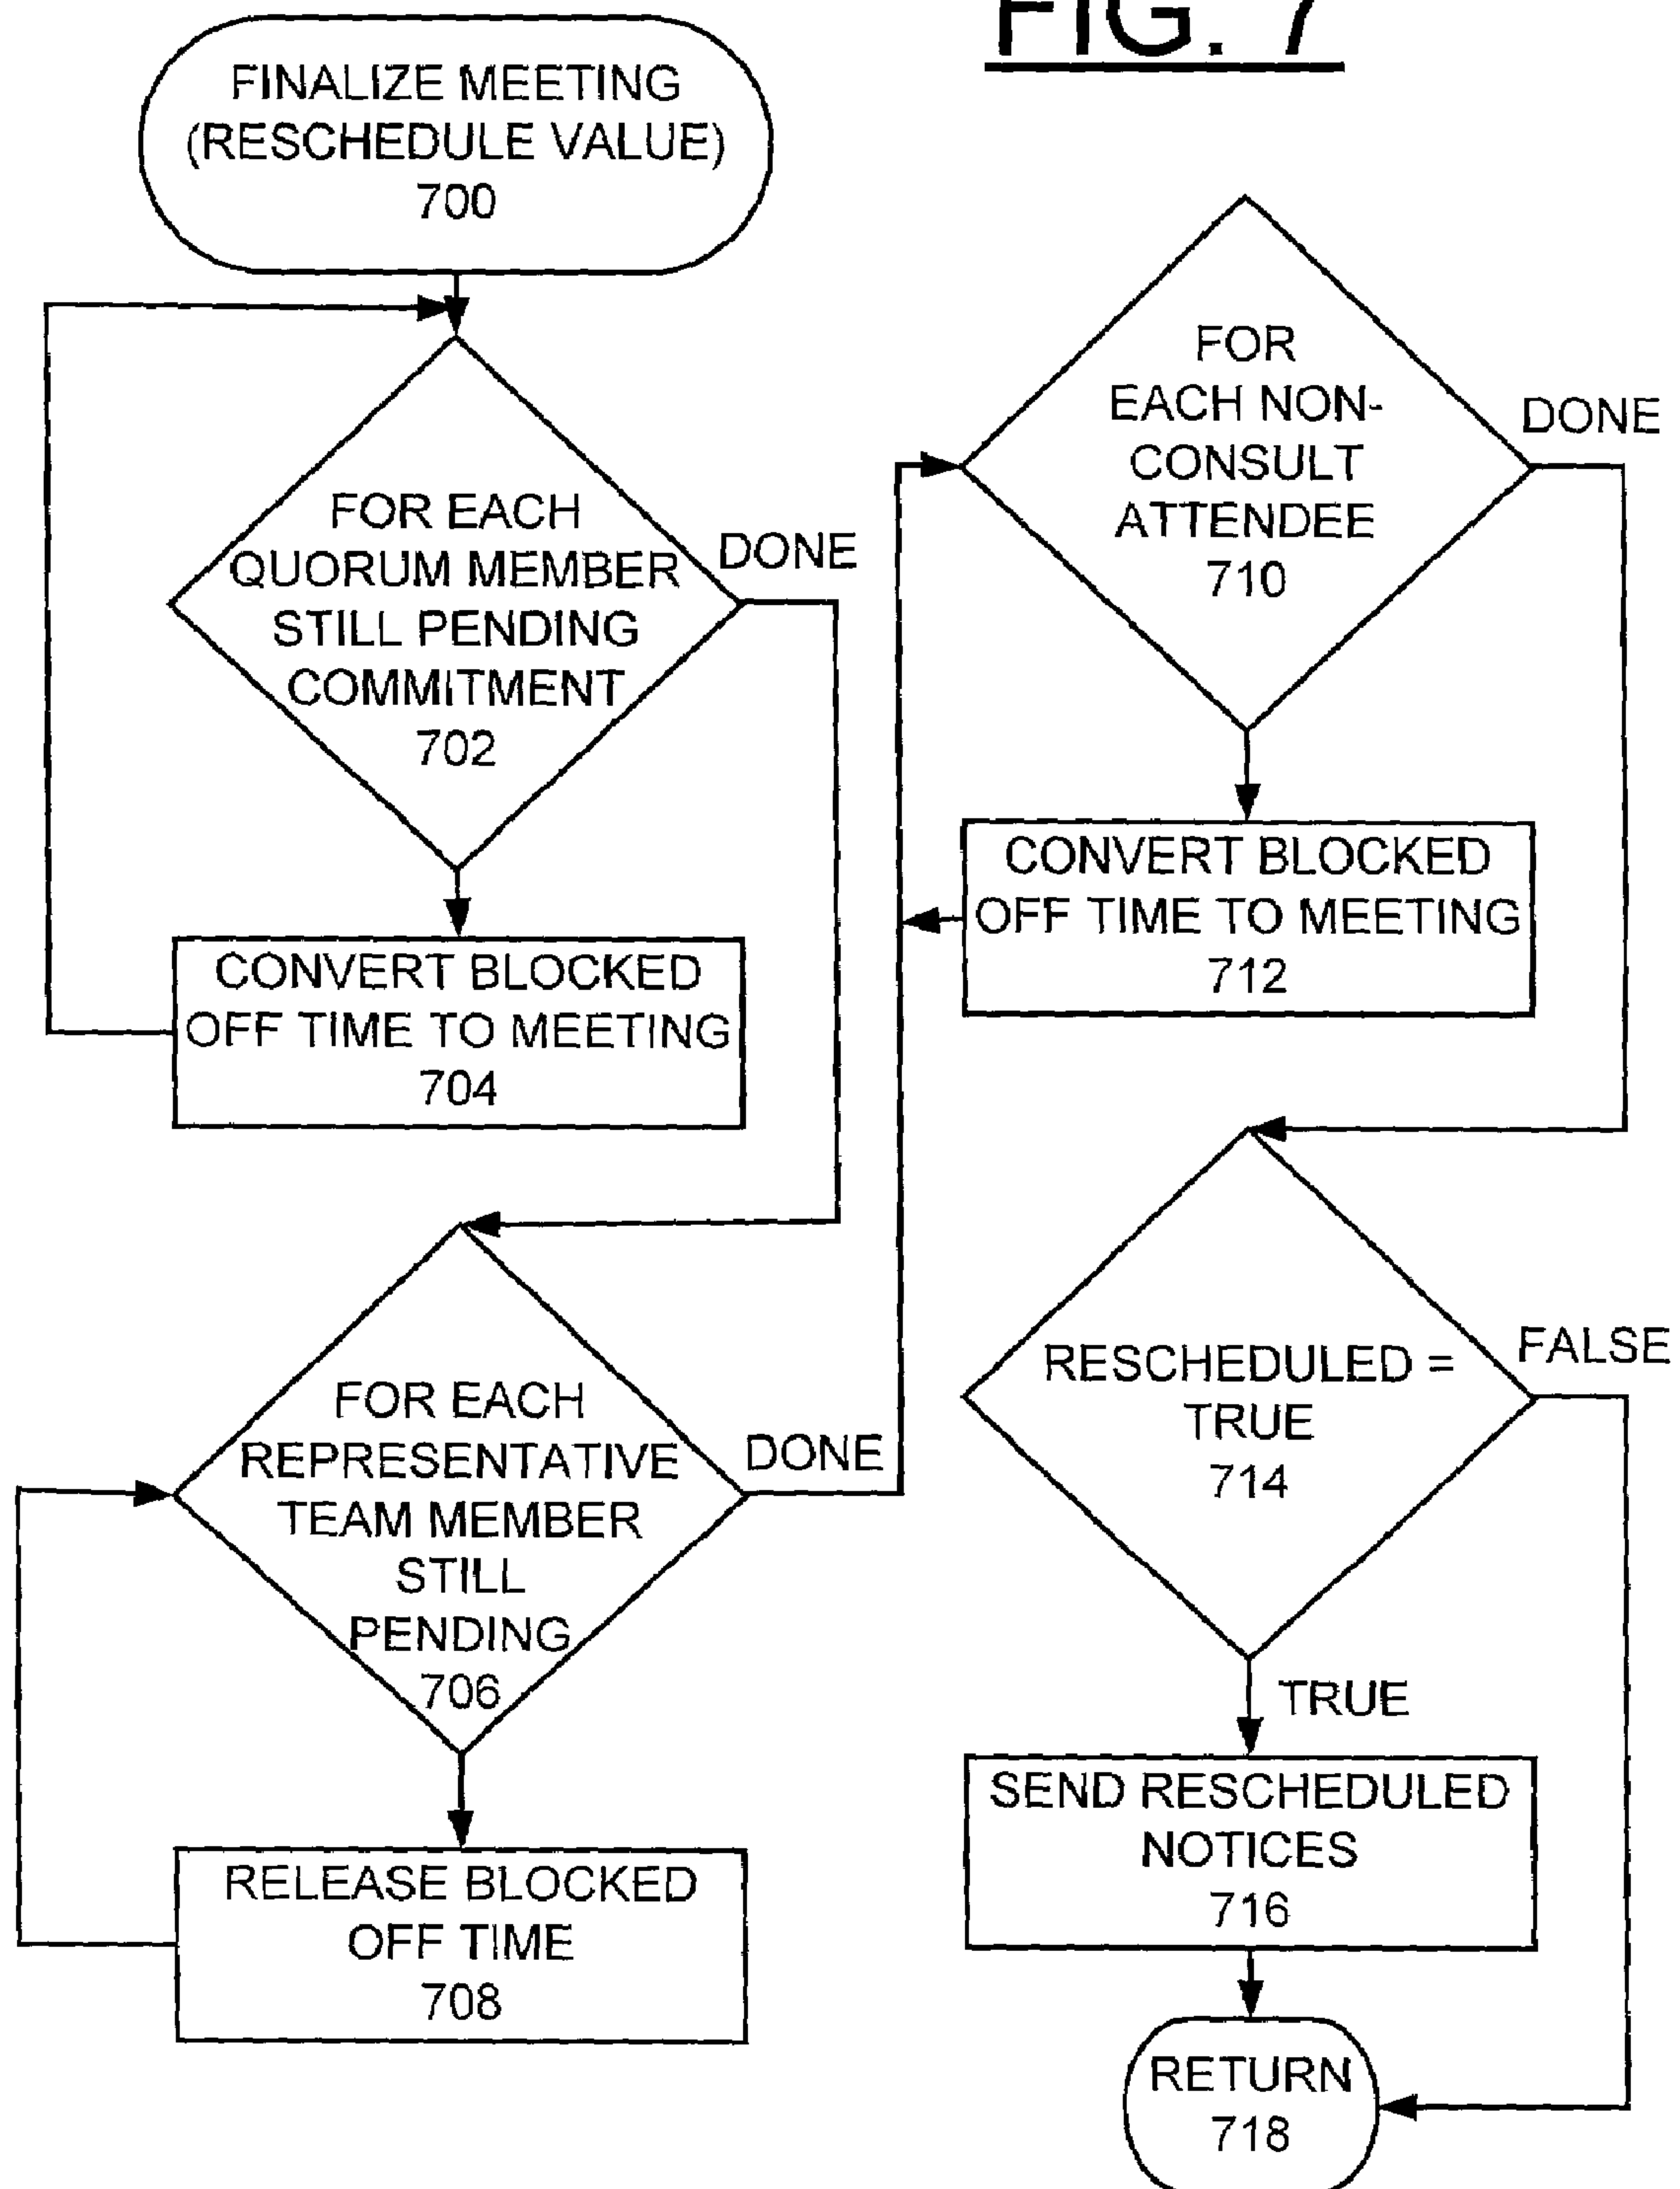 FIG. 7
FINALIZE MEETING
(RESCHEDULE VALUE)
700
FOR EACH
QUORUM MEMBER
STILL PENDING
COMMITMENT
702
DONE
CONVERT BLOCKED
OFF TIME TO MEETING
704
FOR EACH
REPRESENTATIVE
TEAM MEMBER
STILL
PENDING
706
DONE
RELEASE BLOCKED
OFF TIME
708
FOR
EACH NON-
CONSULT
ATTENDEE
710
DONE
CONVERT BLOCKED
OFF TIME TO MEETING
712
RESCHEDULED =
TRUE
714
FALSE
TRUE
SEND RESCHEDULED
NOTICES
716
RETURN
718